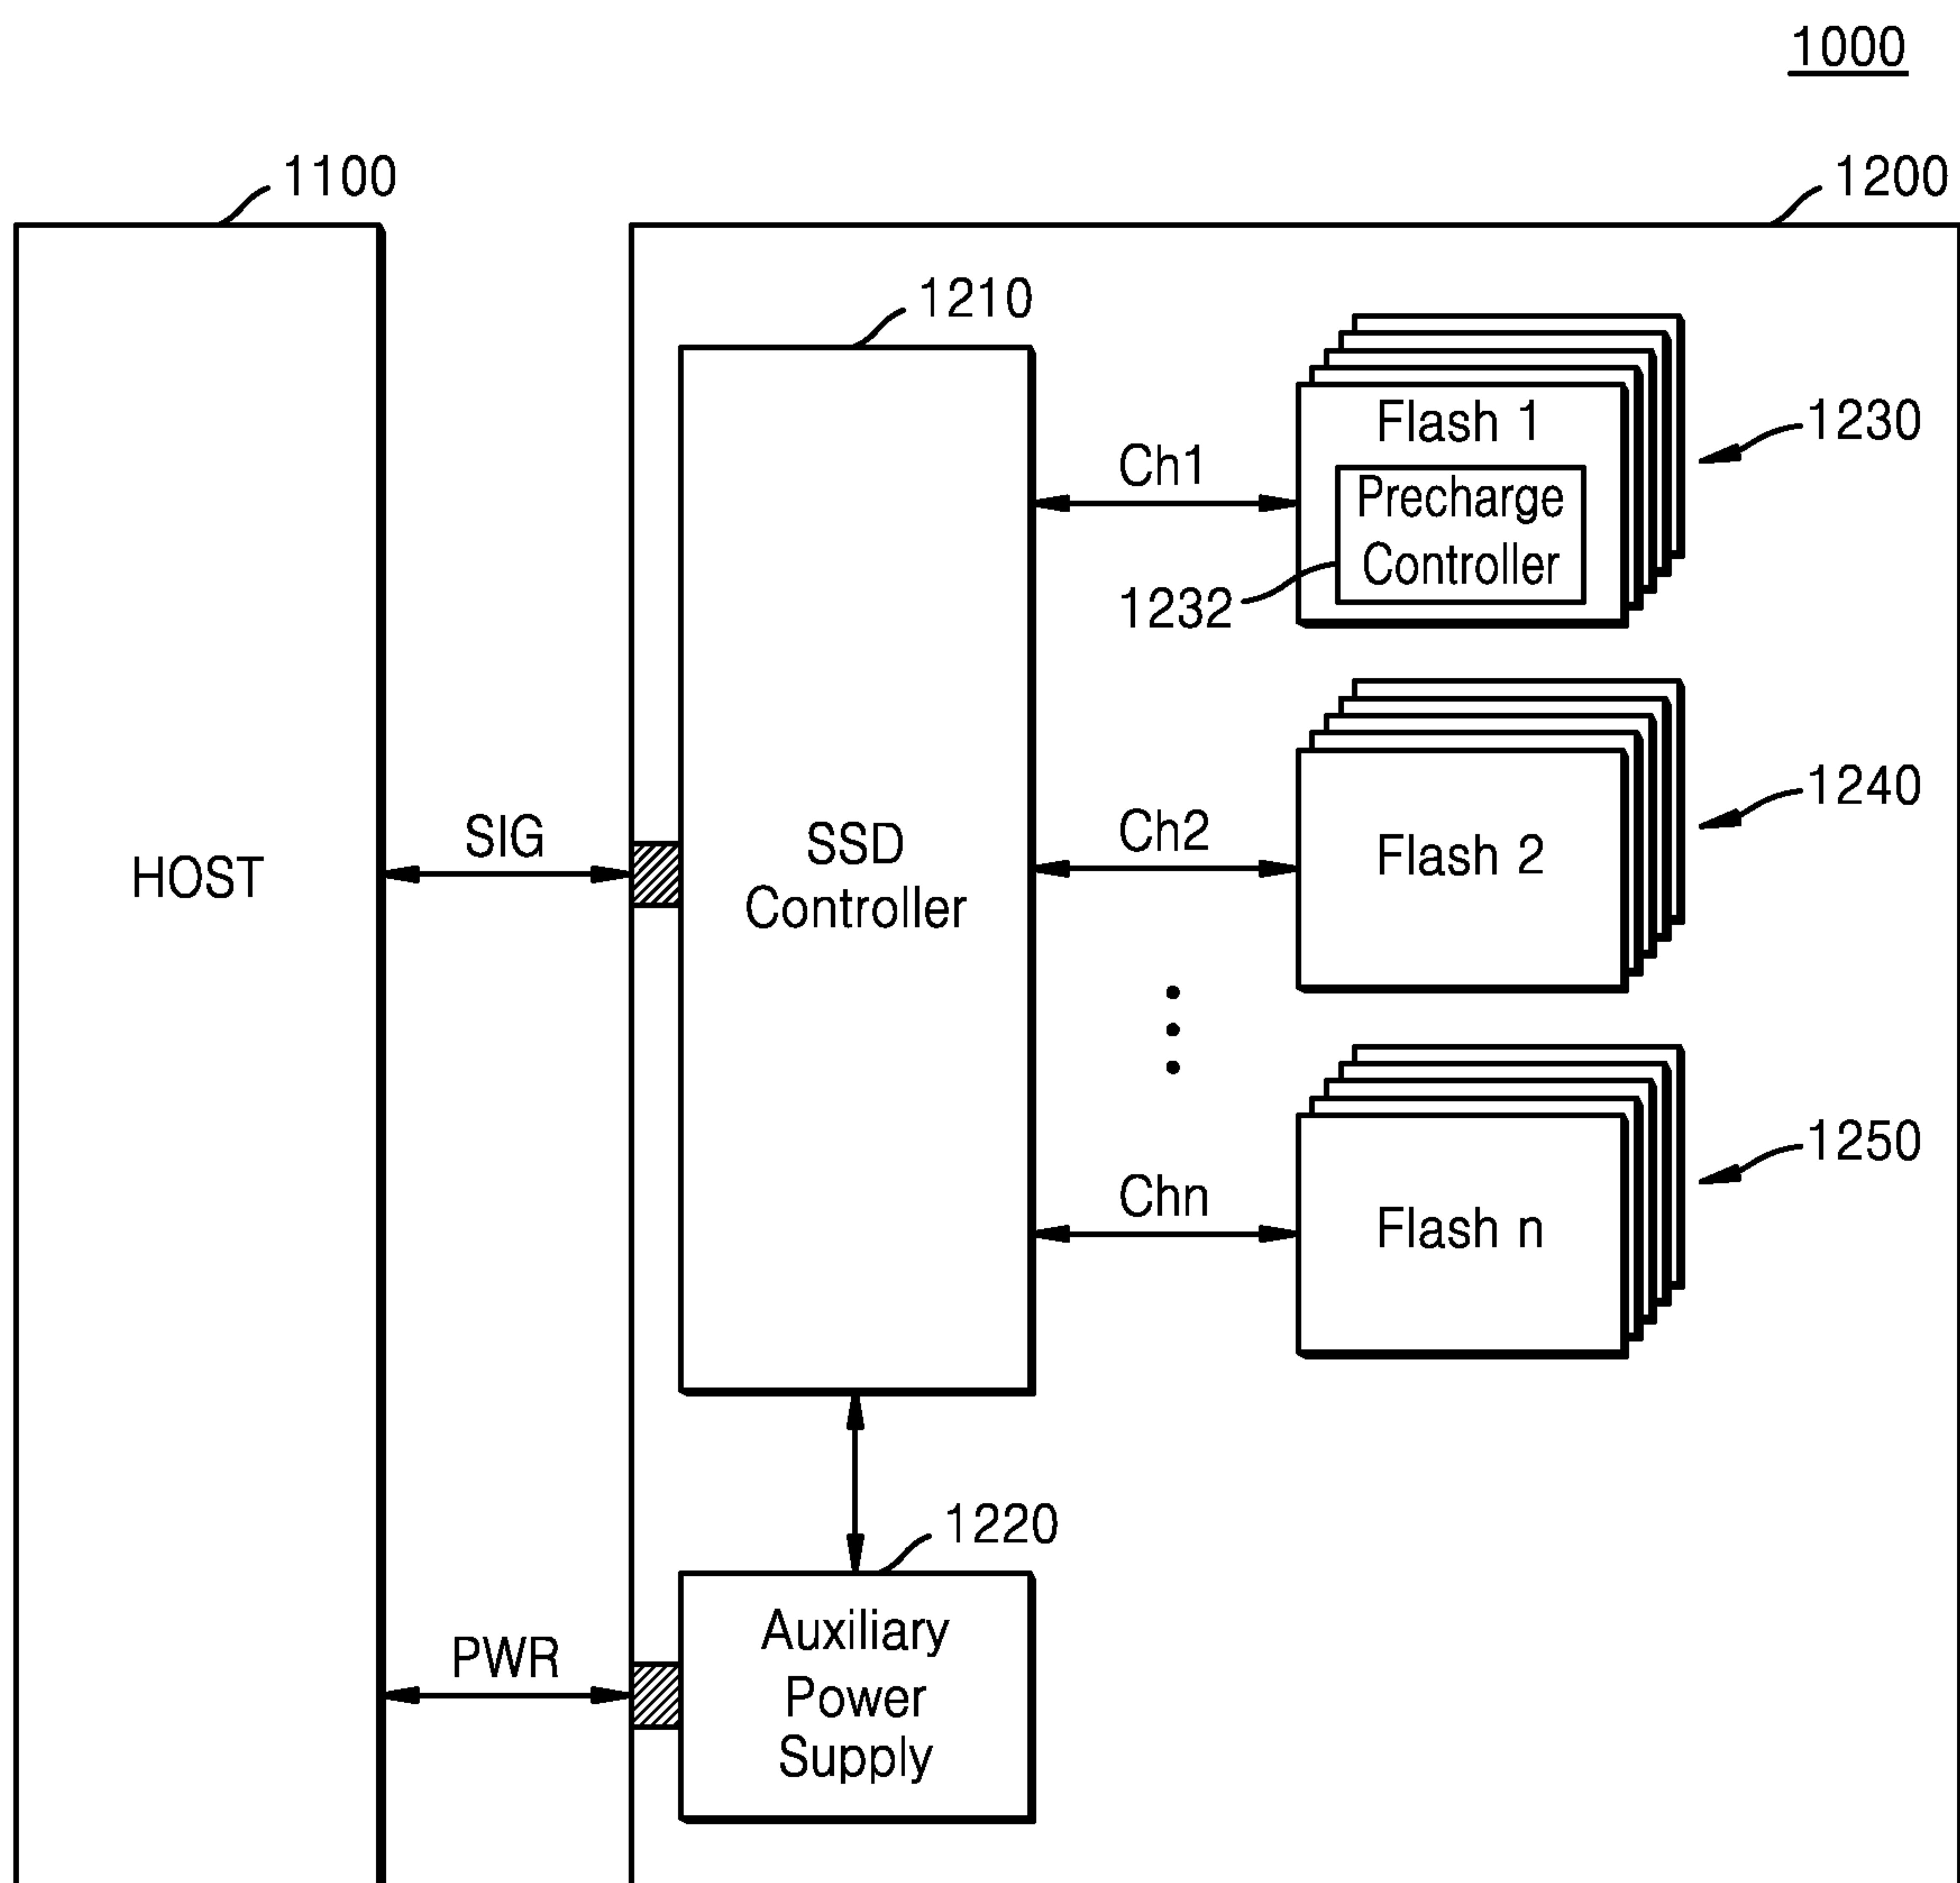 1000
1100
1200
1210
Flash 1
1230
Ch1
Precharge
Controller
1232
1240
SIG
Ch2
HOST
SSD
Controller
Flash 2
1250
Chn
Flash n
1220
PWR
Auxiliary
Power
Supply